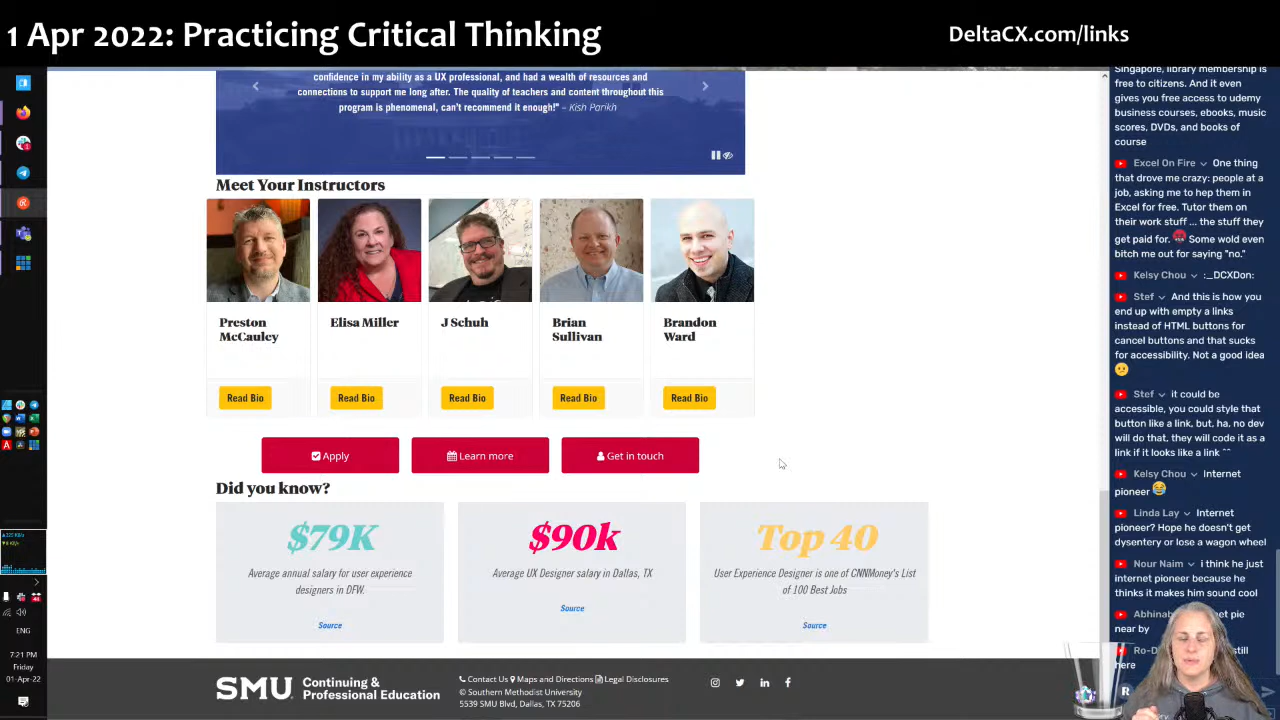 1 Apr 2022: Practicing Critical Thinking
DeltaCX.com/links
confidence in my ability as a UX professional, and had a wealth of resources and
connections to support me long after. The quality of teachers and content throughout this
program is phenomenal, can't recommend it enough!" – Kish Parikh
Meet Your Instructors
Preston
McCauley
Elisa Miller
J Schuh
Brian
Sullivan
Brandon
Ward
Read Bio
Read Bio
Read Bio
Read Bio
Read Bio
Apply
Learn more
Get in touch
Did you know?
$79K
Average annual salary for user experience
designers in DFW.
Source
$90k
Average UX Designer salary in Dallas, TX
Source
Top 40
User Experience Designer is one of CNNMoney's List
of 100 Best Jobs
Source
SMU. Continuing &
Professional Education
Contact Us Maps and Directions Legal Disclosures
© Southern Methodist University
5539 SMU Blvd, Dallas, TX 75206
ENG
7:21 PM
Friday
01-Apr-22
Singapore, library membership is
free to citizens. And it even
gives you free access to udemy
business courses, ebooks, music
scores, DVDs, and books of
course
Excel On Fire One thing
that drove me crazy: people at a
job, asking me to hep them in
Excel for free. Tutor them on
their work stuff ... the stuff they
get paid for. Some wold even
bitch me out for saying "no."
Kelsy Chou :_DCXDon:
Stef And this is how you
end up with empty a links
instead of HTML buttons for
cancel buttons and that sucks
for accessibility. Not a good idea
Stef it could be
accessible, you could style that
button like a link, but, ha, no dev
will do that, they will code it as a
link if it looks like a link ^^
Kelsy Chou Internet
pioneer
Linda Lay Internet
pioneer? Hope he doesn't get
dysentery or lose a wagon wheel
Nour Naim i think he just
internet pioneer because he
thinks it makes him sound cool
Abhinab
et pie
near by
Ro-D
still
here
R